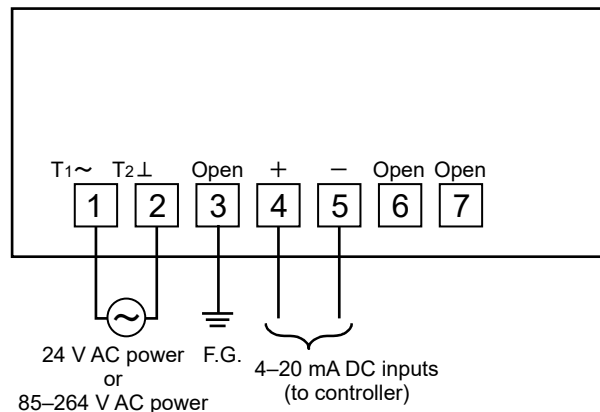 T1~ T2⊥ Open + − Open Open
1 2 3 4 5 6 7
24 V AC power
or
85–264 V AC power
F.G.
4–20 mA DC inputs
(to controller)